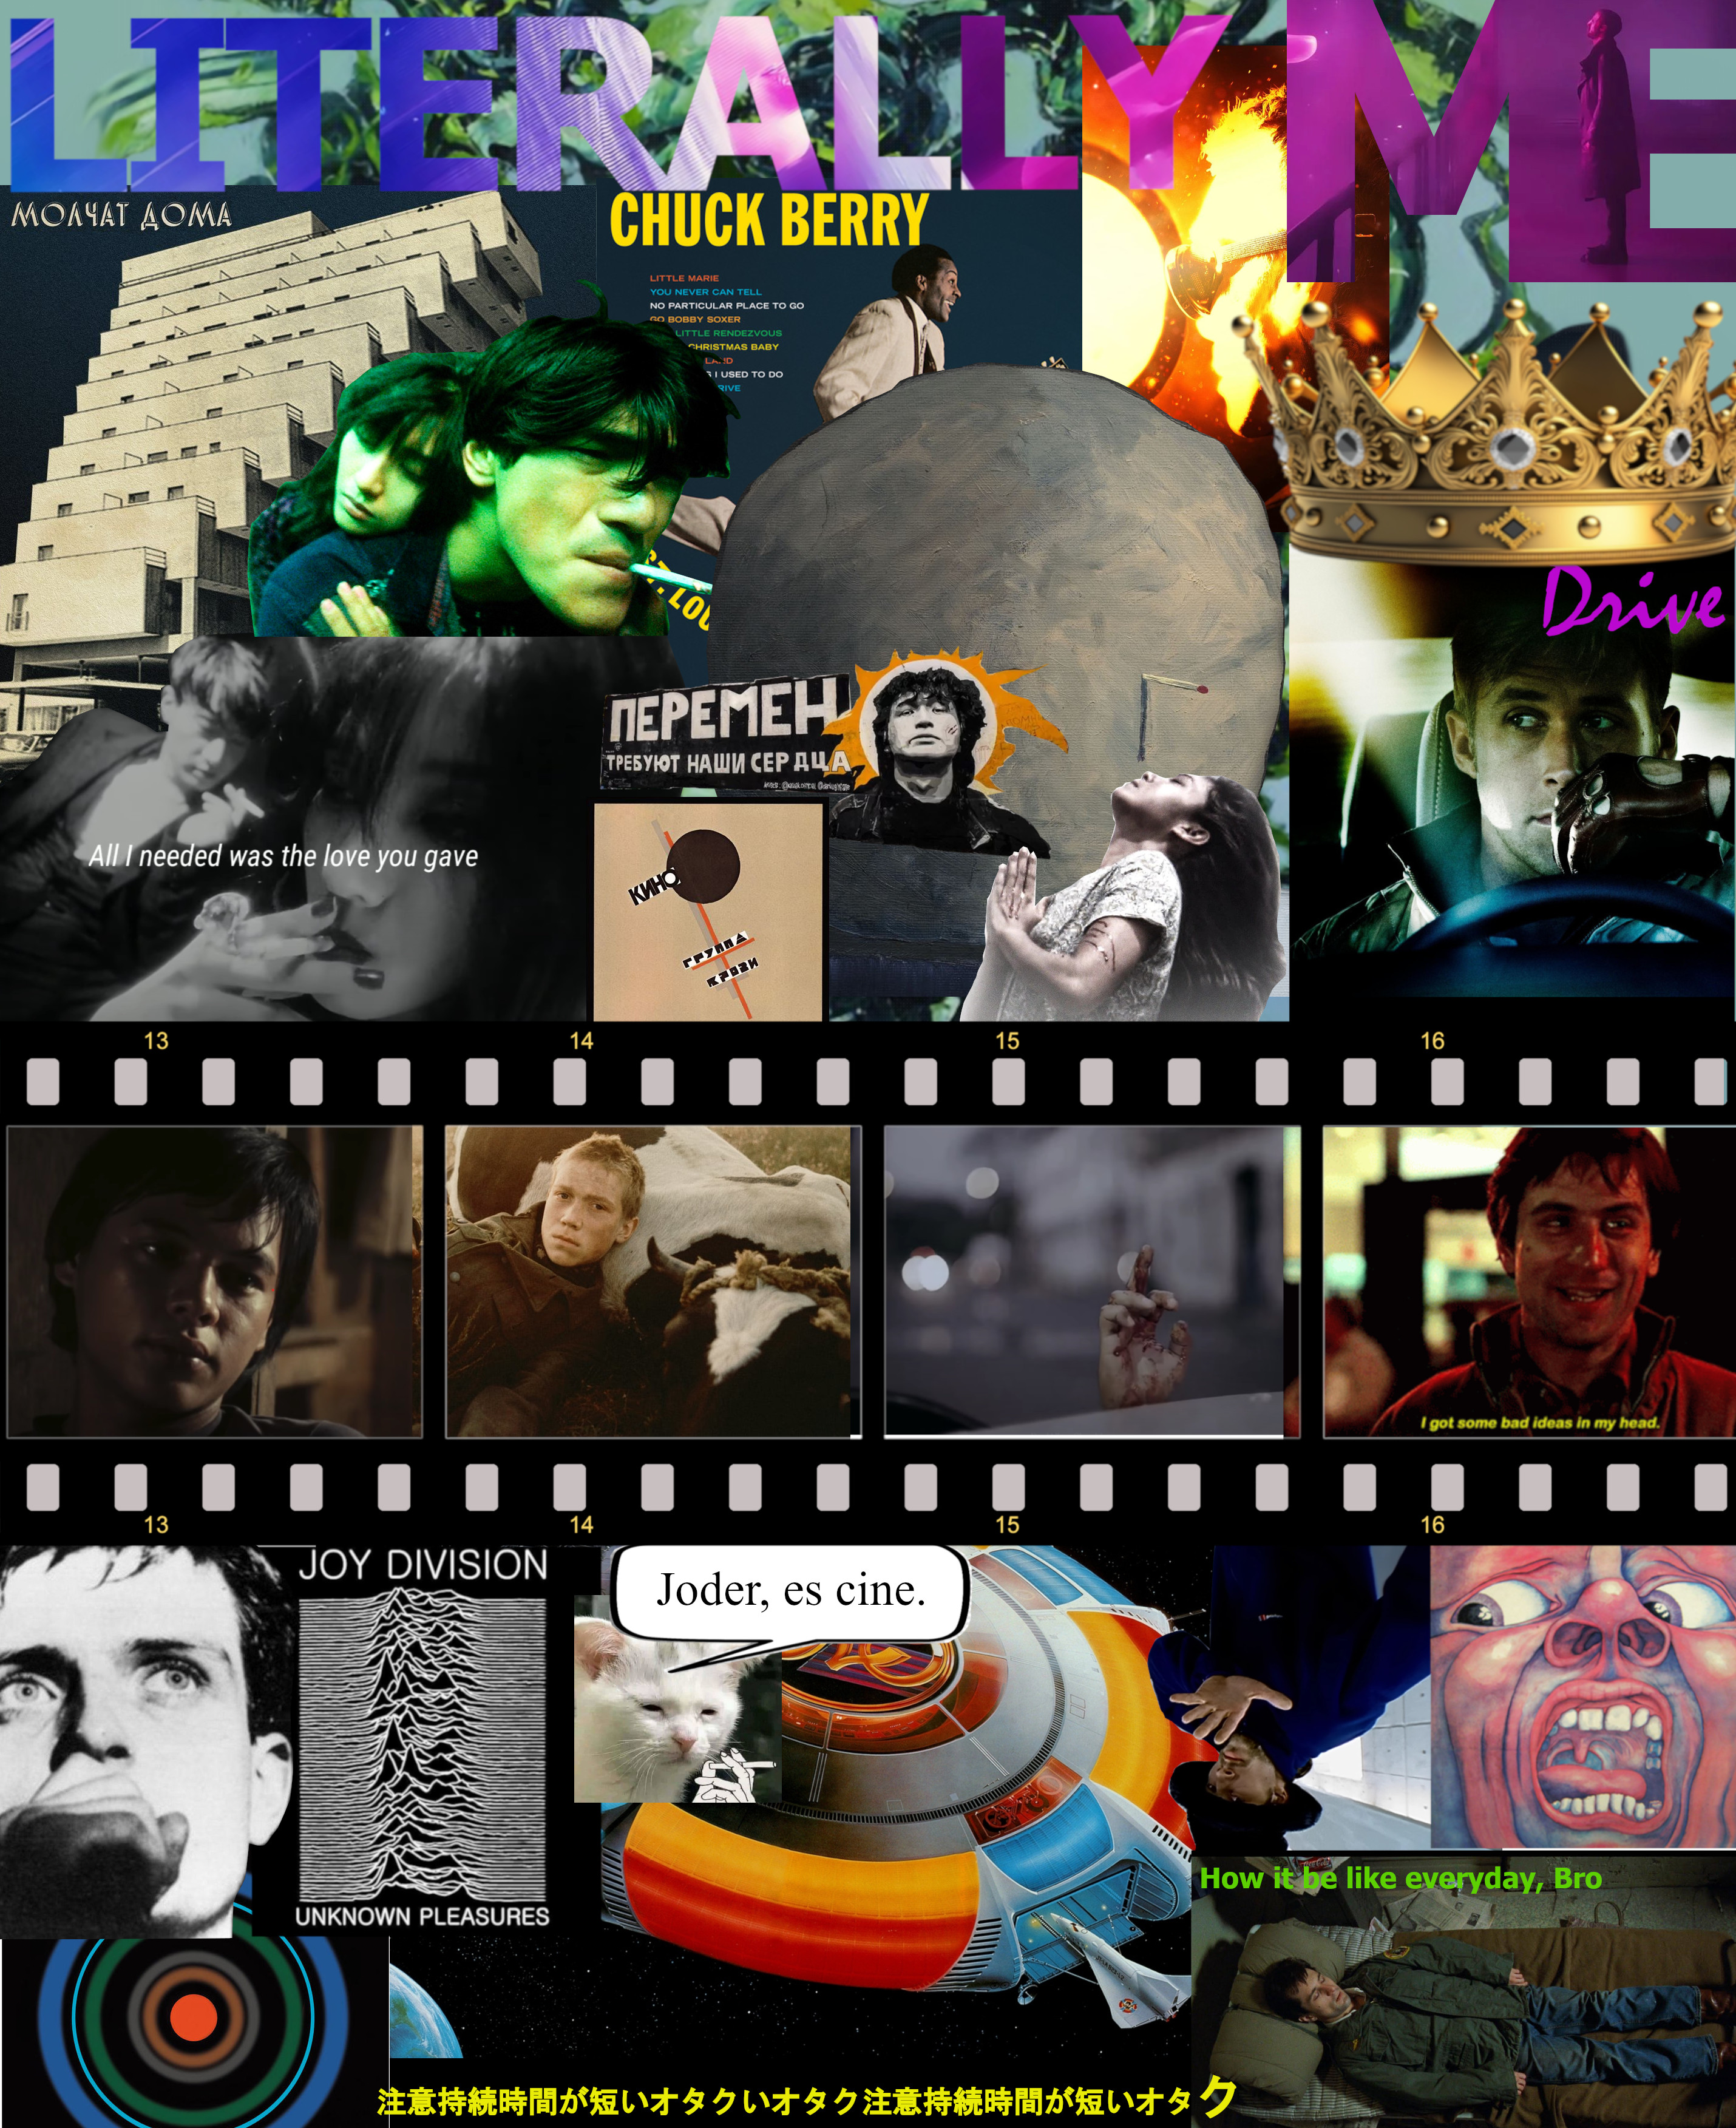 LITERALLY ME
МОЛЧАТ ДОМА
CHUCK BERRY
LITTLE MARIE
YOU NEVER CAN TELL
NO PARTICULAR PLACE TO GO
GO BOBBY SOXER
LITTLE RENDEZVOUS
CHRISTMAS BABY
LAND
I USED TO DO
RIVE
ST. LOU
Drive
ПЕРЕМЕН
ТРЕБУЮТ НАШИ СЕРДЦА,
All I needed was the love you gave
КИНО
ГРУППА
КРОВИ
13 14 15 16
I got some bad ideas in my head.
13 14 15 16
JOY DIVISION
UNKNOWN PLEASURES
Joder, es cine.
How it be like everyday, Bro
注意持続時間が短いオタクいオタク注意持続時間が短いオタク